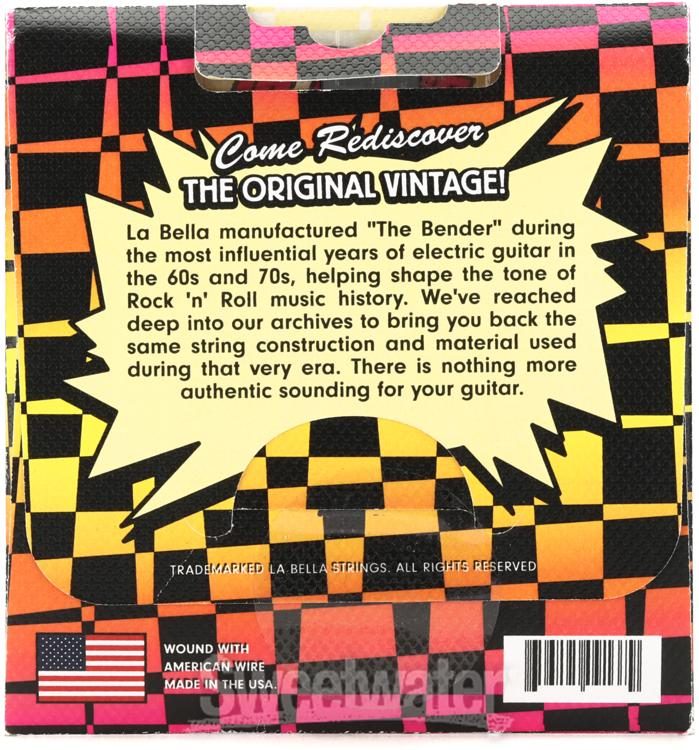 Come Rediscover
THE ORIGINAL VINTAGE!
La Bella manufactured "The Bender" during
the most influential years of electric guitar in
the 60s and 70s, helping shape the tone of
Rock 'n' Roll music history. We've reached
deep into our archives to bring you back the
same string construction and material used
during that very era. There is nothing more
authentic sounding for your guitar.
TRADEMARKED LA BELLA STRINGS. ALL RIGHTS RESERVED
WOUND WITH
AMERICAN WIRE
MADE IN THE USA.
Sweetwater